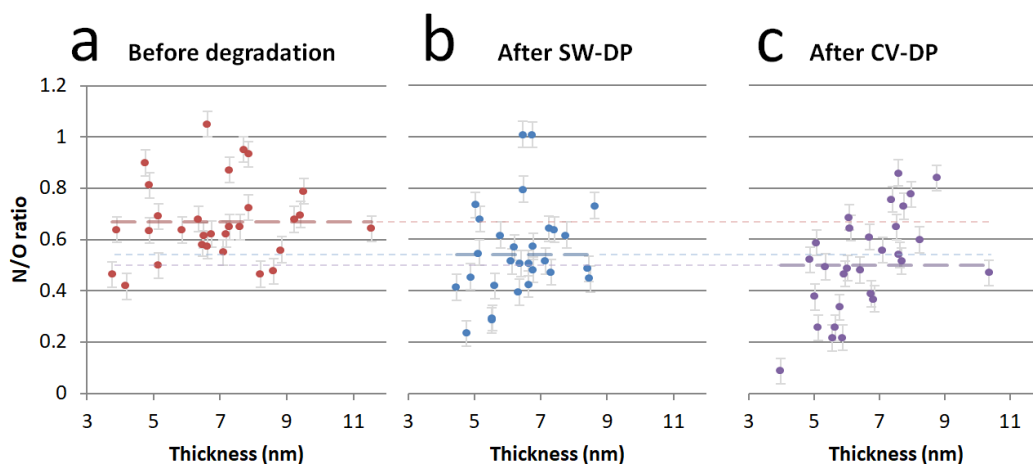 a Before degradation b After SW-DP c After CV-DP
1.2
1
0.8
0.6
0.4
0.2
0
N/O ratio
3 5 7 9 11 3 5 7 9 11 3 5 7 9 11
Thickness (nm) Thickness (nm) Thickness (nm)